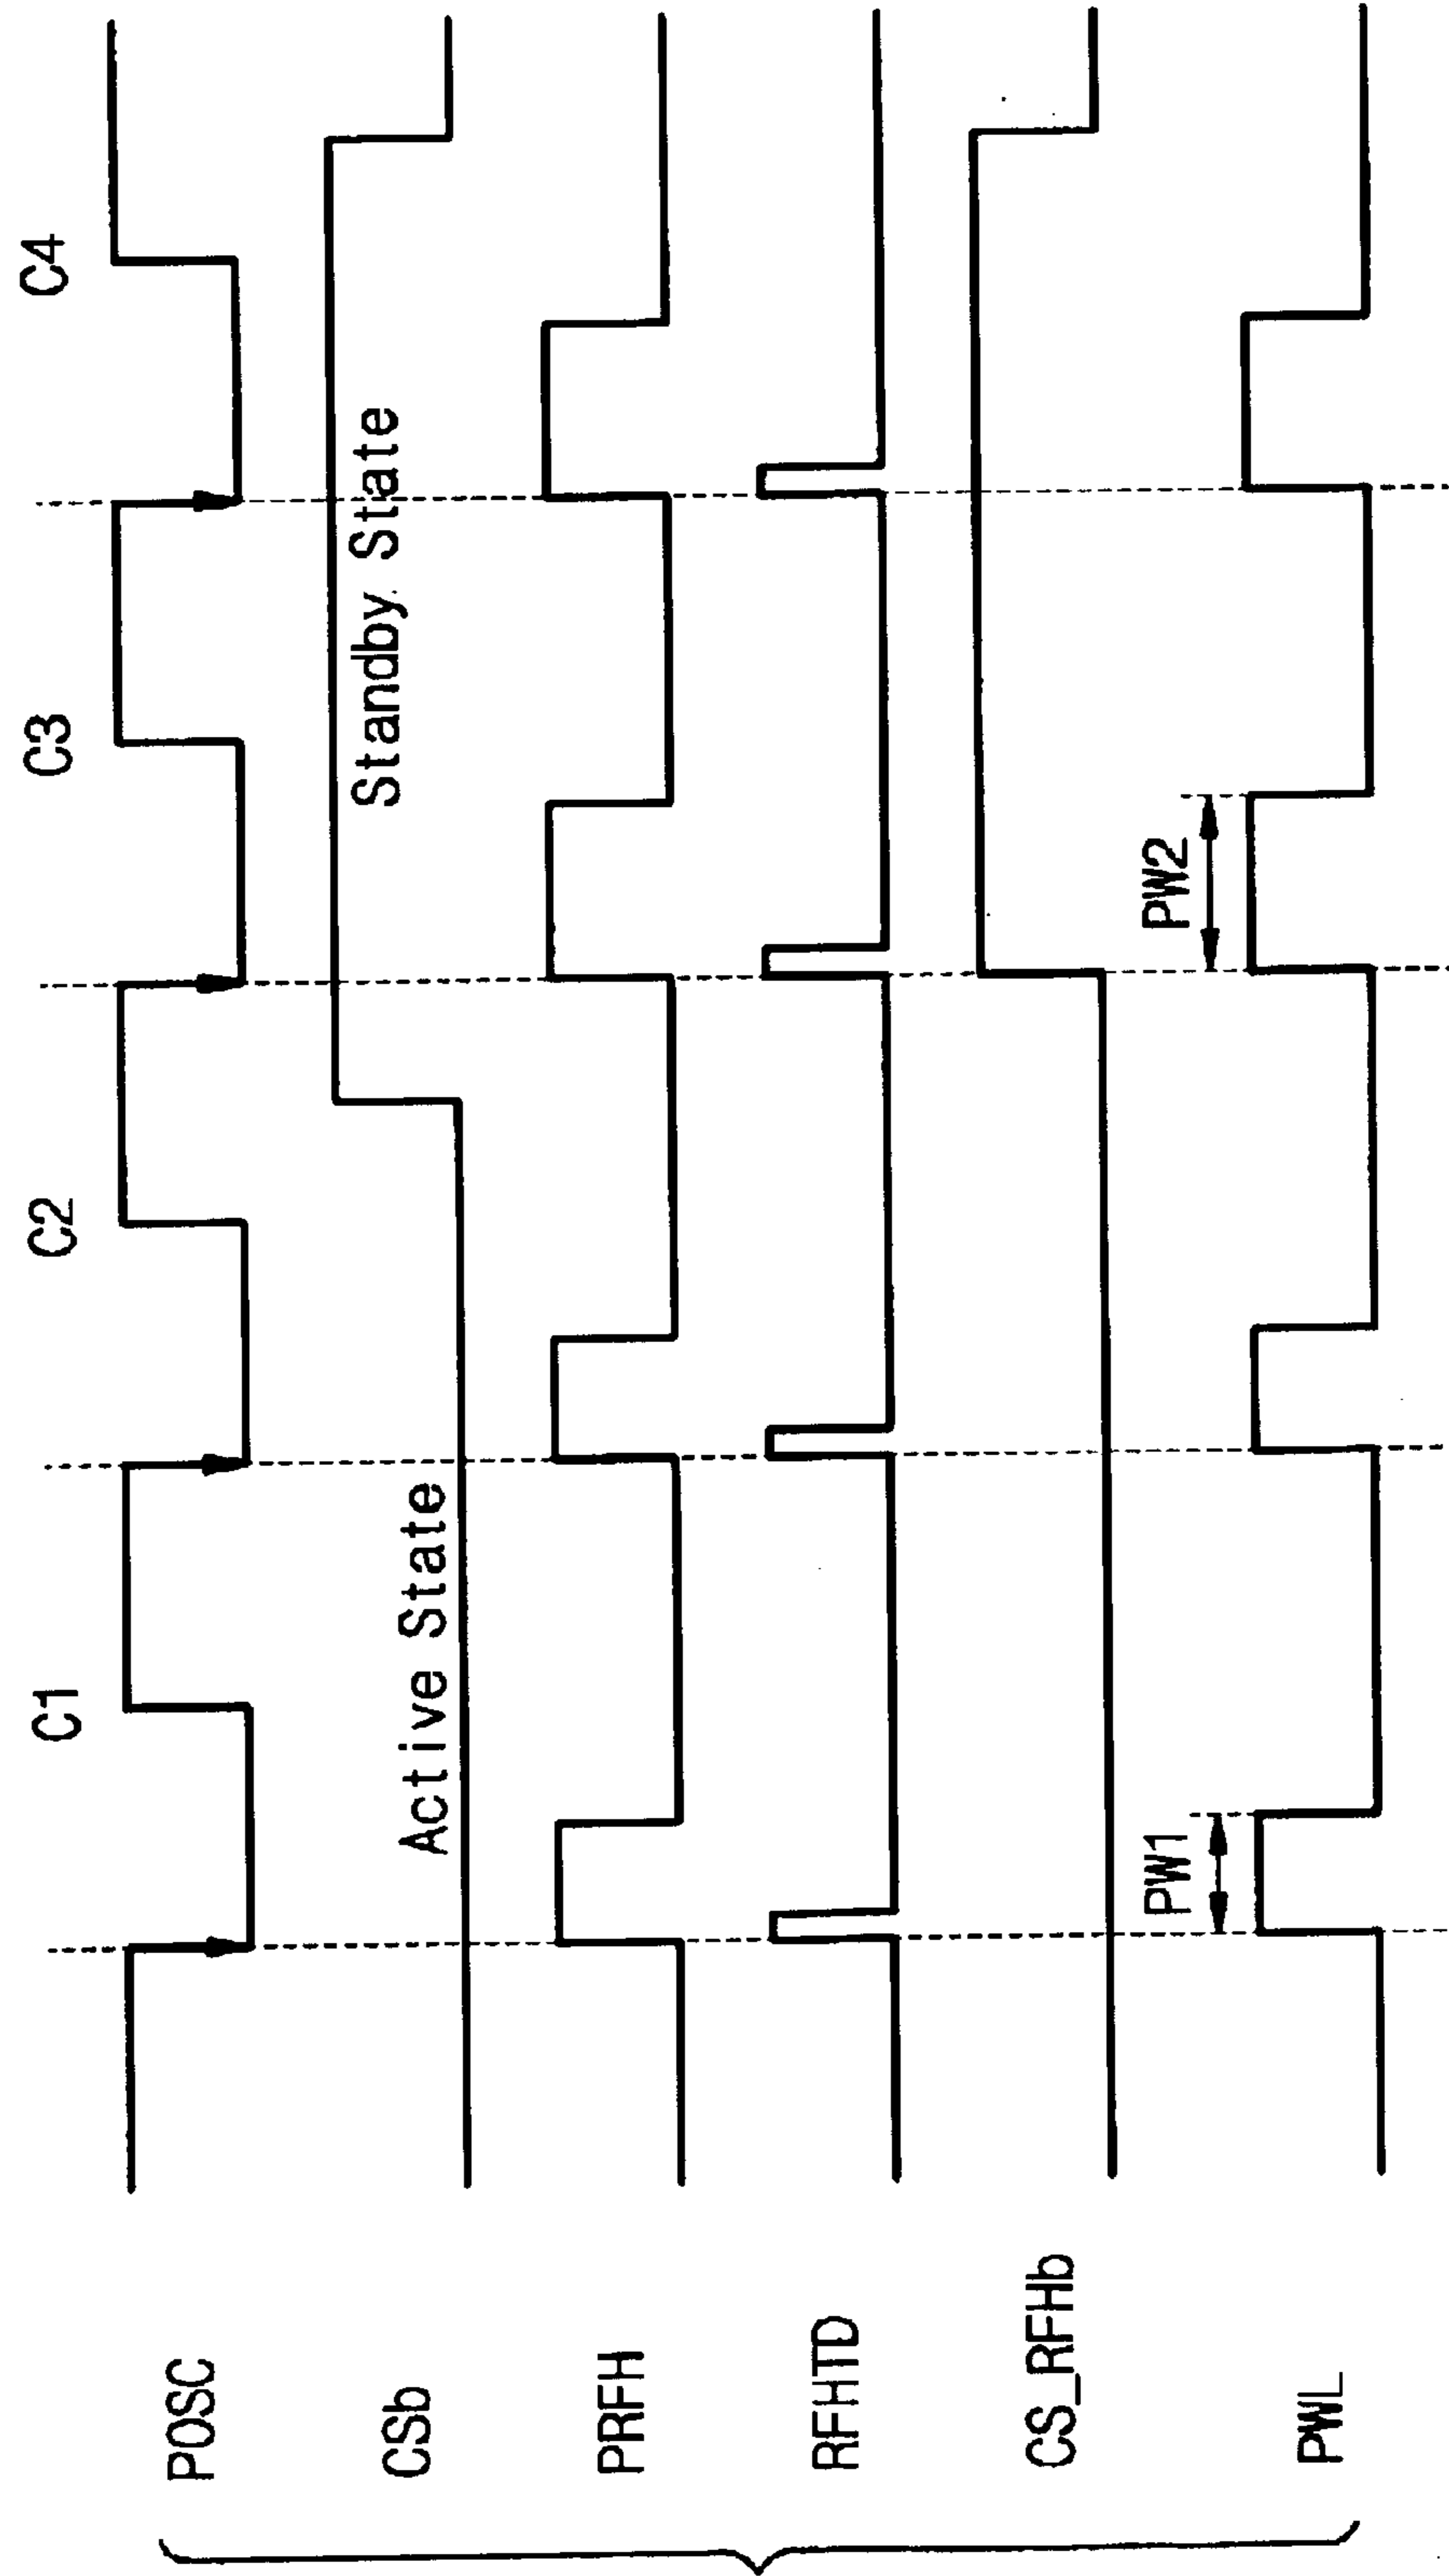 C1 C2 C3 C4
POSC
CSb
Active State
Standby State
PRFH
RFHTD
CS_RFHb
PW1
PW2
PWL